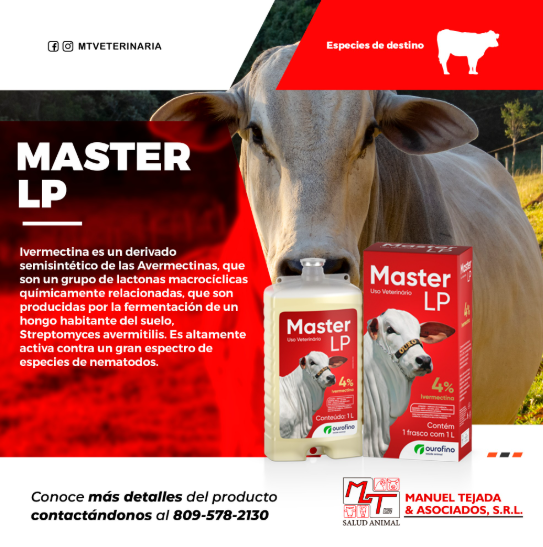 MTVETERINARIA
Especies de destino
MASTER
LP
Ivermectina es un derivado
semisintético de las Avermectinas, que
son un grupo de lactonas macrocíclicas
químicamente relacionadas, que son
producidas por la fermentación de un
hongo habitante del suelo,
Streptomyces avermitilis. Es altamente
activa contra un gran espectro de
especies de nematodos.
Master
Uso Veterinário
LP
4%
Ivermectina
Contém
1 frasco com 1 L
ourofino
Master
Uso Veterinário
LP
4%
ivermectina
Conteúdo: 1 L
ourofino
Conoce más detalles del producto
contactándonos al 809-578-2130
MT
SALUD ANIMAL
MANUEL TEJADA
& ASOCIADOS, S.R.L.